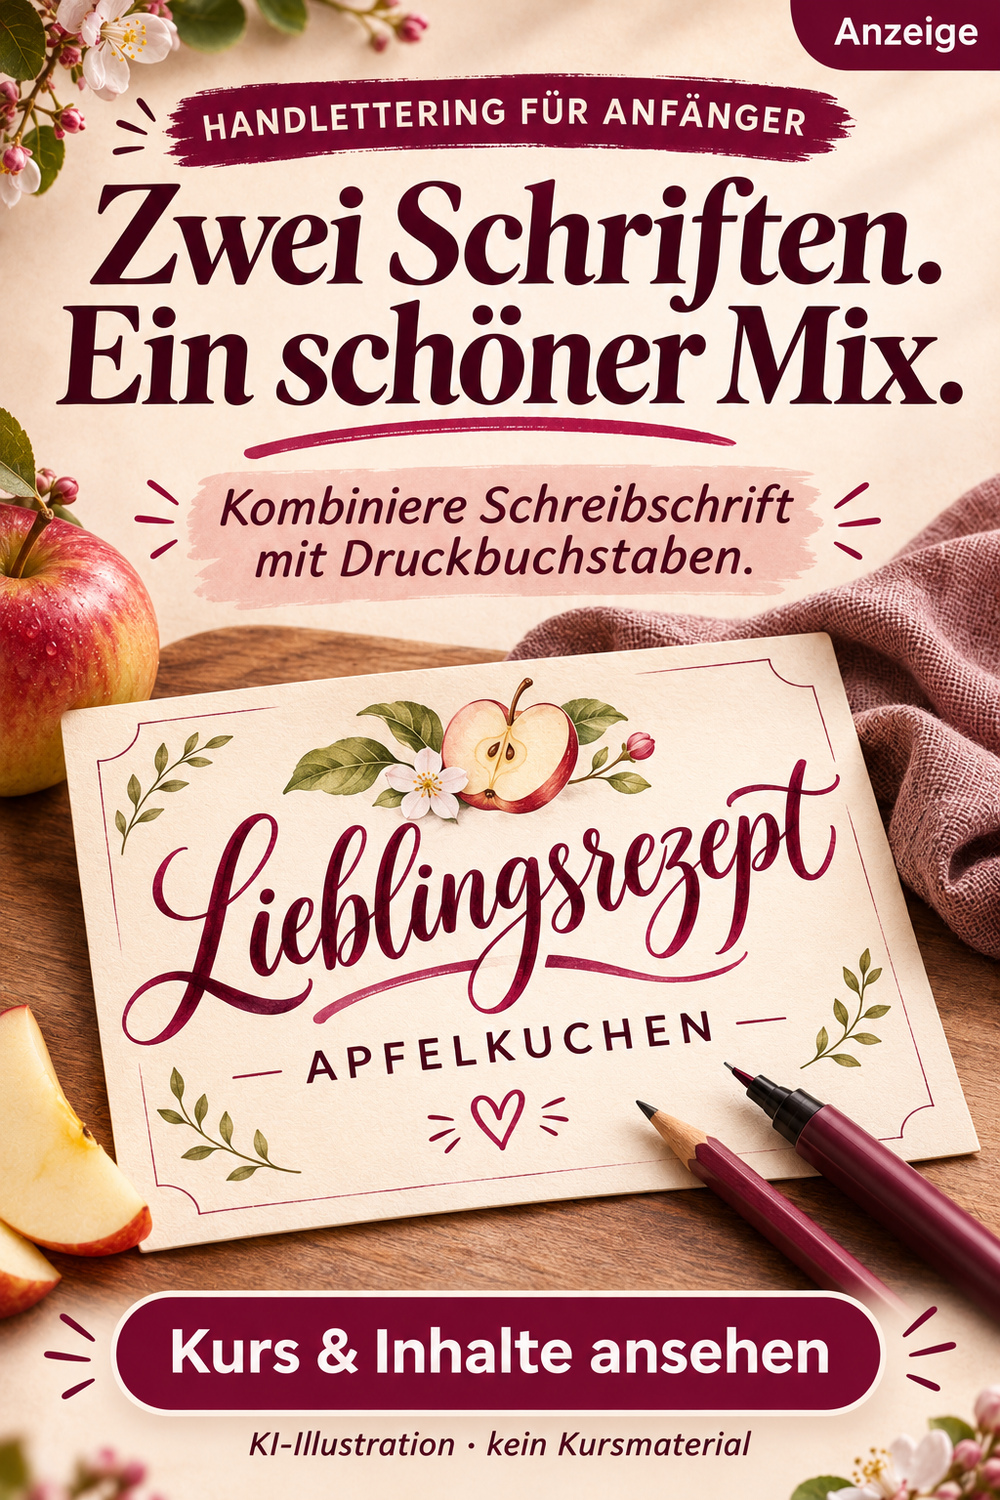 Anzeige
HANDLETTERING FÜR ANFÄNGER
Zwei Schriften.
Ein schöner Mix.
Kombiniere Schreibschrift
mit Druckbuchstaben.
Lieblingsrezept
APFELKUCHEN
Kurs & Inhalte ansehen
KI-Illustration · kein Kursmaterial